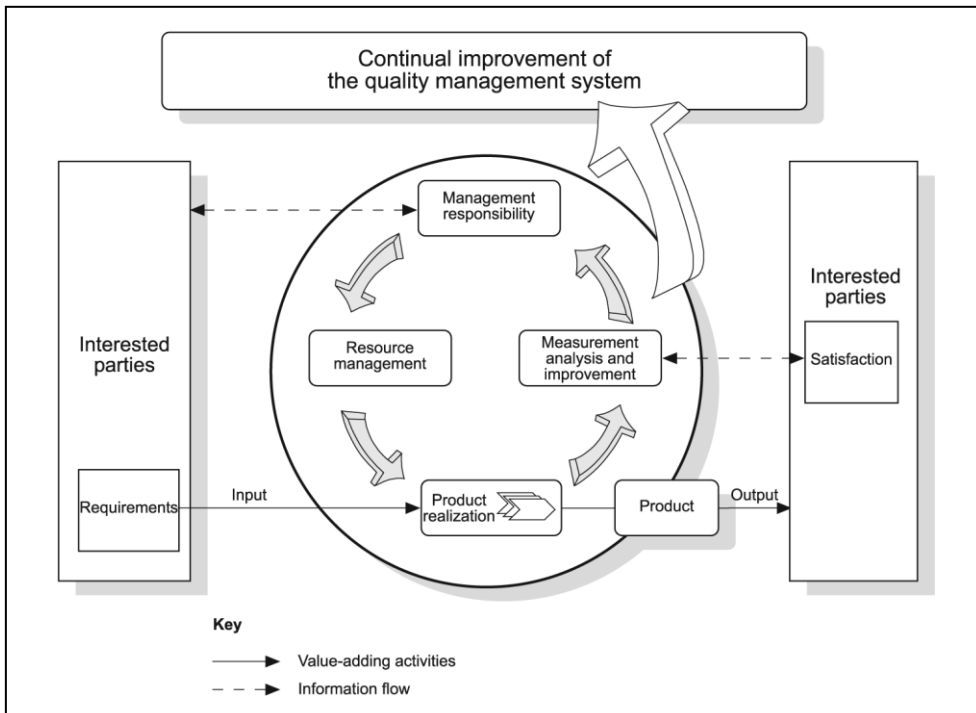 Continual improvement of
the quality management system
Management
responsibility
Interested
parties
Resource
management
Measurement
analysis and
improvement
Interested
parties
Satisfaction
Requirements
Input
Product
realization
Product
Output
Key
Value-adding activities
Information flow